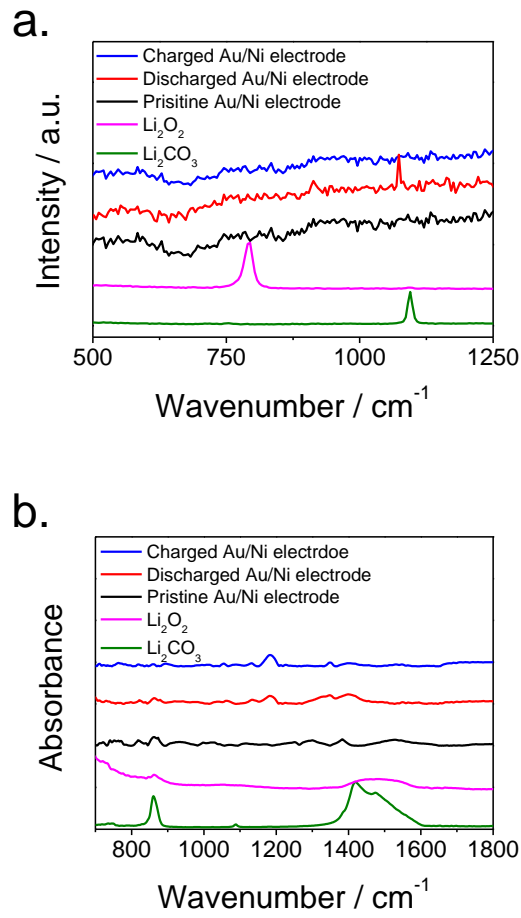 a.
Charged Au/Ni electrode
Discharged Au/Ni electrode
Prisitine Au/Ni electrode
Li₂O₂
Li₂CO₃
Intensity / a.u.
500 750 1000 1250
Wavenumber / cm⁻¹
b.
Charged Au/Ni electrdoe
Discharged Au/Ni electrode
Pristine Au/Ni electrode
Li₂O₂
Li₂CO₃
Absorbance
800 1000 1200 1400 1600 1800
Wavenumber / cm⁻¹